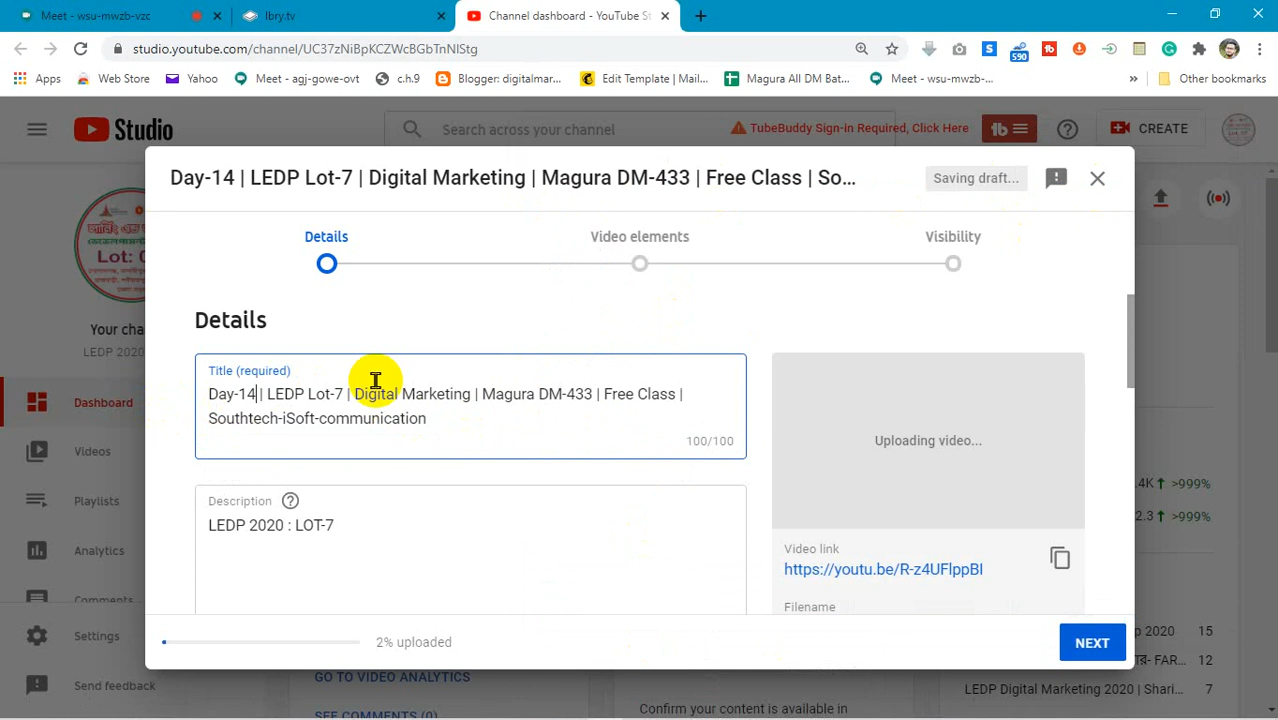 Meet - wsu-mwzb-vzc
lbry.tv
Channel dashboard - YouTube St
studio.youtube.com/channel/UC37zNiBpKCZWcBGbTnNlStg
590
Apps
Web Store
Yahoo
Meet - agj-gowe-ovt
c.h.9
Blogger: digitalmar...
Edit Template | Mail...
Magura All DM Bat...
Meet - wsu-mwzb-...
»
Other bookmarks
Studio
Search across your channel
TubeBuddy Sign-in Required, Click Here
tb
CREATE
Day-14 | LEDP Lot-7 | Digital Marketing | Magura DM-433 | Free Class | So...
Saving draft...
Details
Video elements
Visibility
Lot: 0
Your cha
LEDP 2020
Details
Title (required)
Day-14 | LEDP Lot-7 | Digital Marketing | Magura DM-433 | Free Class |
Southtech-iSoft-communication
100/100
Description
LEDP 2020 : LOT-7
Uploading video...
Video link
https://youtu.be/R-z4UFlppBI
Filename
Dashboard
Videos
Playlists
Analytics
Comments
Settings
Send feedback
.4K >999%
2.3 >999%
2% uploaded
NEXT
GO TO VIDEO ANALYTICS
SEE COMMENTS (0)
Confirm your content is available in
p 2020 15
FAR... 12
LEDP Digital Marketing 2020 | Shari... 7